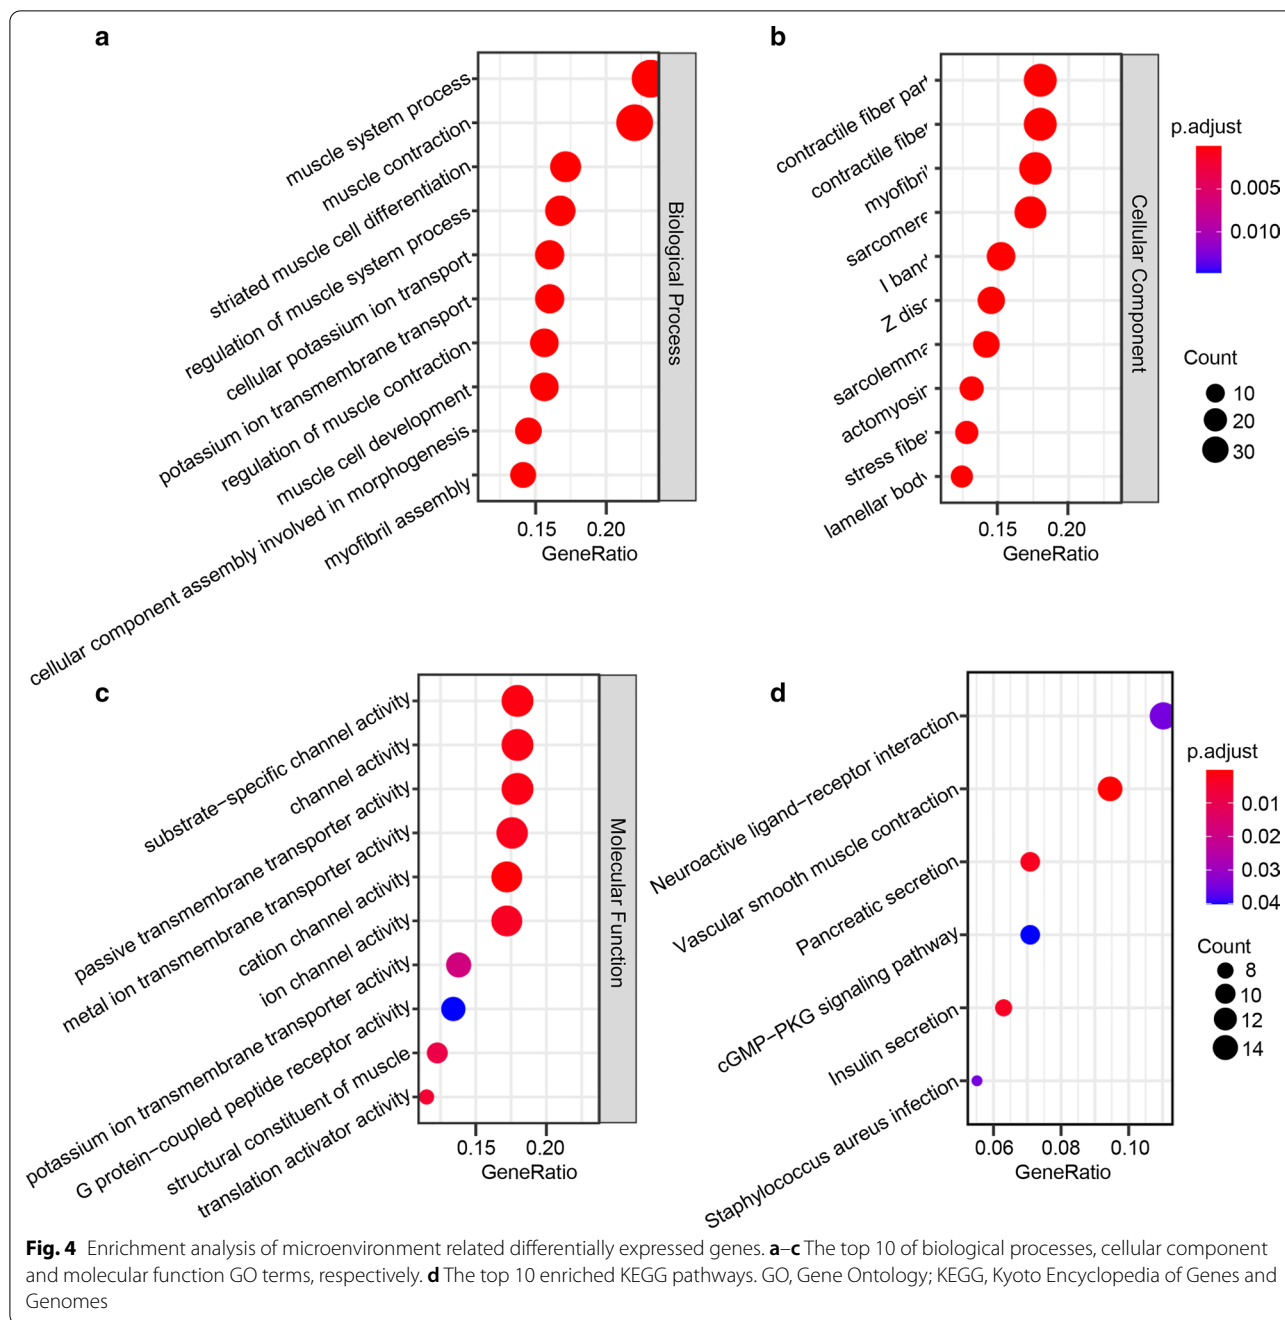 a
muscle system process
muscle contraction
striated muscle cell differentiation
regulation of muscle system process
cellular potassium ion transport
potassium ion transmembrane transport
regulation of muscle contraction
muscle cell development
cellular component assembly involved in morphogenesis
myofibril assembly
Biological Process
0.15 0.20
GeneRatio
b
contractile fiber part
contractile fiber
myofibril
sarcomere
I band
Z disc
sarcolemma
actomyosin
stress fiber
lamellar body
Cellular Component
0.15 0.20
GeneRatio
p.adjust
0.005
0.010
Count
10
20
30
c
substrate−specific channel activity
channel activity
passive transmembrane transporter activity
metal ion transmembrane transporter activity
cation channel activity
ion channel activity
potassium ion transmembrane transporter activity
G protein−coupled peptide receptor activity
structural constituent of muscle
translation activator activity
Molecular Function
0.15 0.20
GeneRatio
d
Neuroactive ligand−receptor interaction
Vascular smooth muscle contraction
Pancreatic secretion
cGMP−PKG signaling pathway
Insulin secretion
Staphylococcus aureus infection
0.06 0.08 0.10
GeneRatio
p.adjust
0.01
0.02
0.03
0.04
Count
8
10
12
14
Fig. 4 Enrichment analysis of microenvironment related differentially expressed genes. a–c The top 10 of biological processes, cellular component
and molecular function GO terms, respectively. d The top 10 enriched KEGG pathways. GO, Gene Ontology; KEGG, Kyoto Encyclopedia of Genes and
Genomes